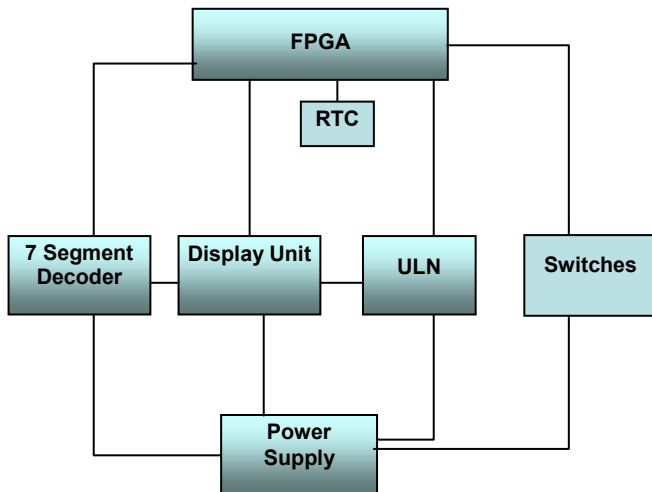 FPGA
RTC
7 Segment
Decoder
Display Unit
ULN
Switches
Power
Supply